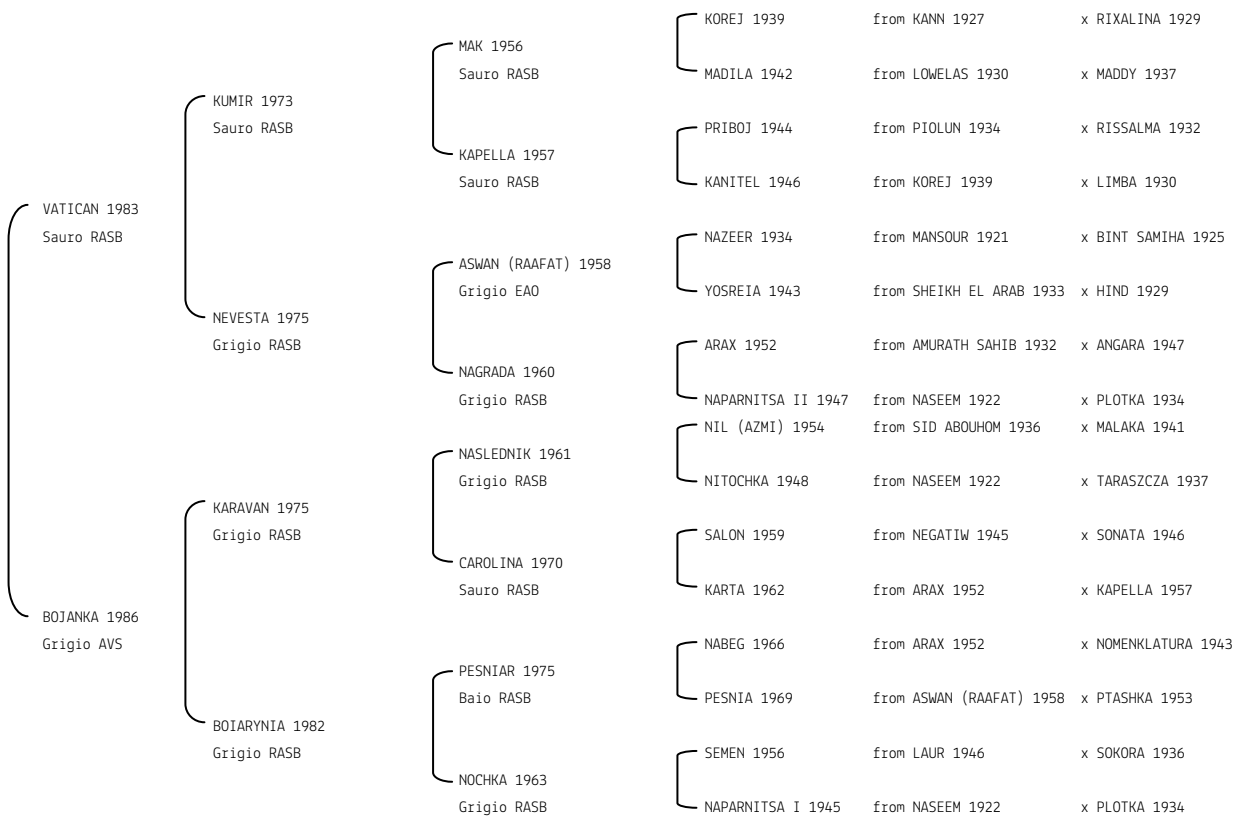 KOREJ 1939 from KANN 1927 x RIXALINA 1929
MAK 1956
Sauro RASB
MADILA 1942 from LOWELAS 1930 x MADDY 1937
KUMIR 1973
Sauro RASB
PRIBOJ 1944 from PIOLUN 1934 x RISSALMA 1932
KAPELLA 1957
Sauro RASB
KANITEL 1946 from KOREJ 1939 x LIMBA 1930
VATICAN 1983
Sauro RASB
NAZEER 1934 from MANSOUR 1921 x BINT SAMIHA 1925
ASWAN (RAAFAT) 1958
Grigio EAO
YOSREIA 1943 from SHEIKH EL ARAB 1933 x HIND 1929
NEVESTA 1975
Grigio RASB
ARAX 1952 from AMURATH SAHIB 1932 x ANGARA 1947
NAGRADA 1960
Grigio RASB
NAPARNITSA II 1947 from NASEEM 1922 x PLOTKA 1934
NIL (AZMI) 1954 from SID ABOUHOM 1936 x MALAKA 1941
NASLEDNIK 1961
Grigio RASB
NITOCHKA 1948 from NASEEM 1922 x TARASZCZA 1937
KARAVAN 1975
Grigio RASB
SALON 1959 from NEGATIW 1945 x SONATA 1946
CAROLINA 1970
Sauro RASB
KARTA 1962 from ARAX 1952 x KAPELLA 1957
BOJANKA 1986
Grigio AVS
NABEG 1966 from ARAX 1952 x NOMENKLATURA 1943
PESNIAR 1975
Baio RASB
PESNIA 1969 from ASWAN (RAAFAT) 1958 x PTASHKA 1953
BOIARYNIA 1982
Grigio RASB
SEMEN 1956 from LAUR 1946 x SOKORA 1936
NOCHKA 1963
Grigio RASB
NAPARNITSA I 1945 from NASEEM 1922 x PLOTKA 1934